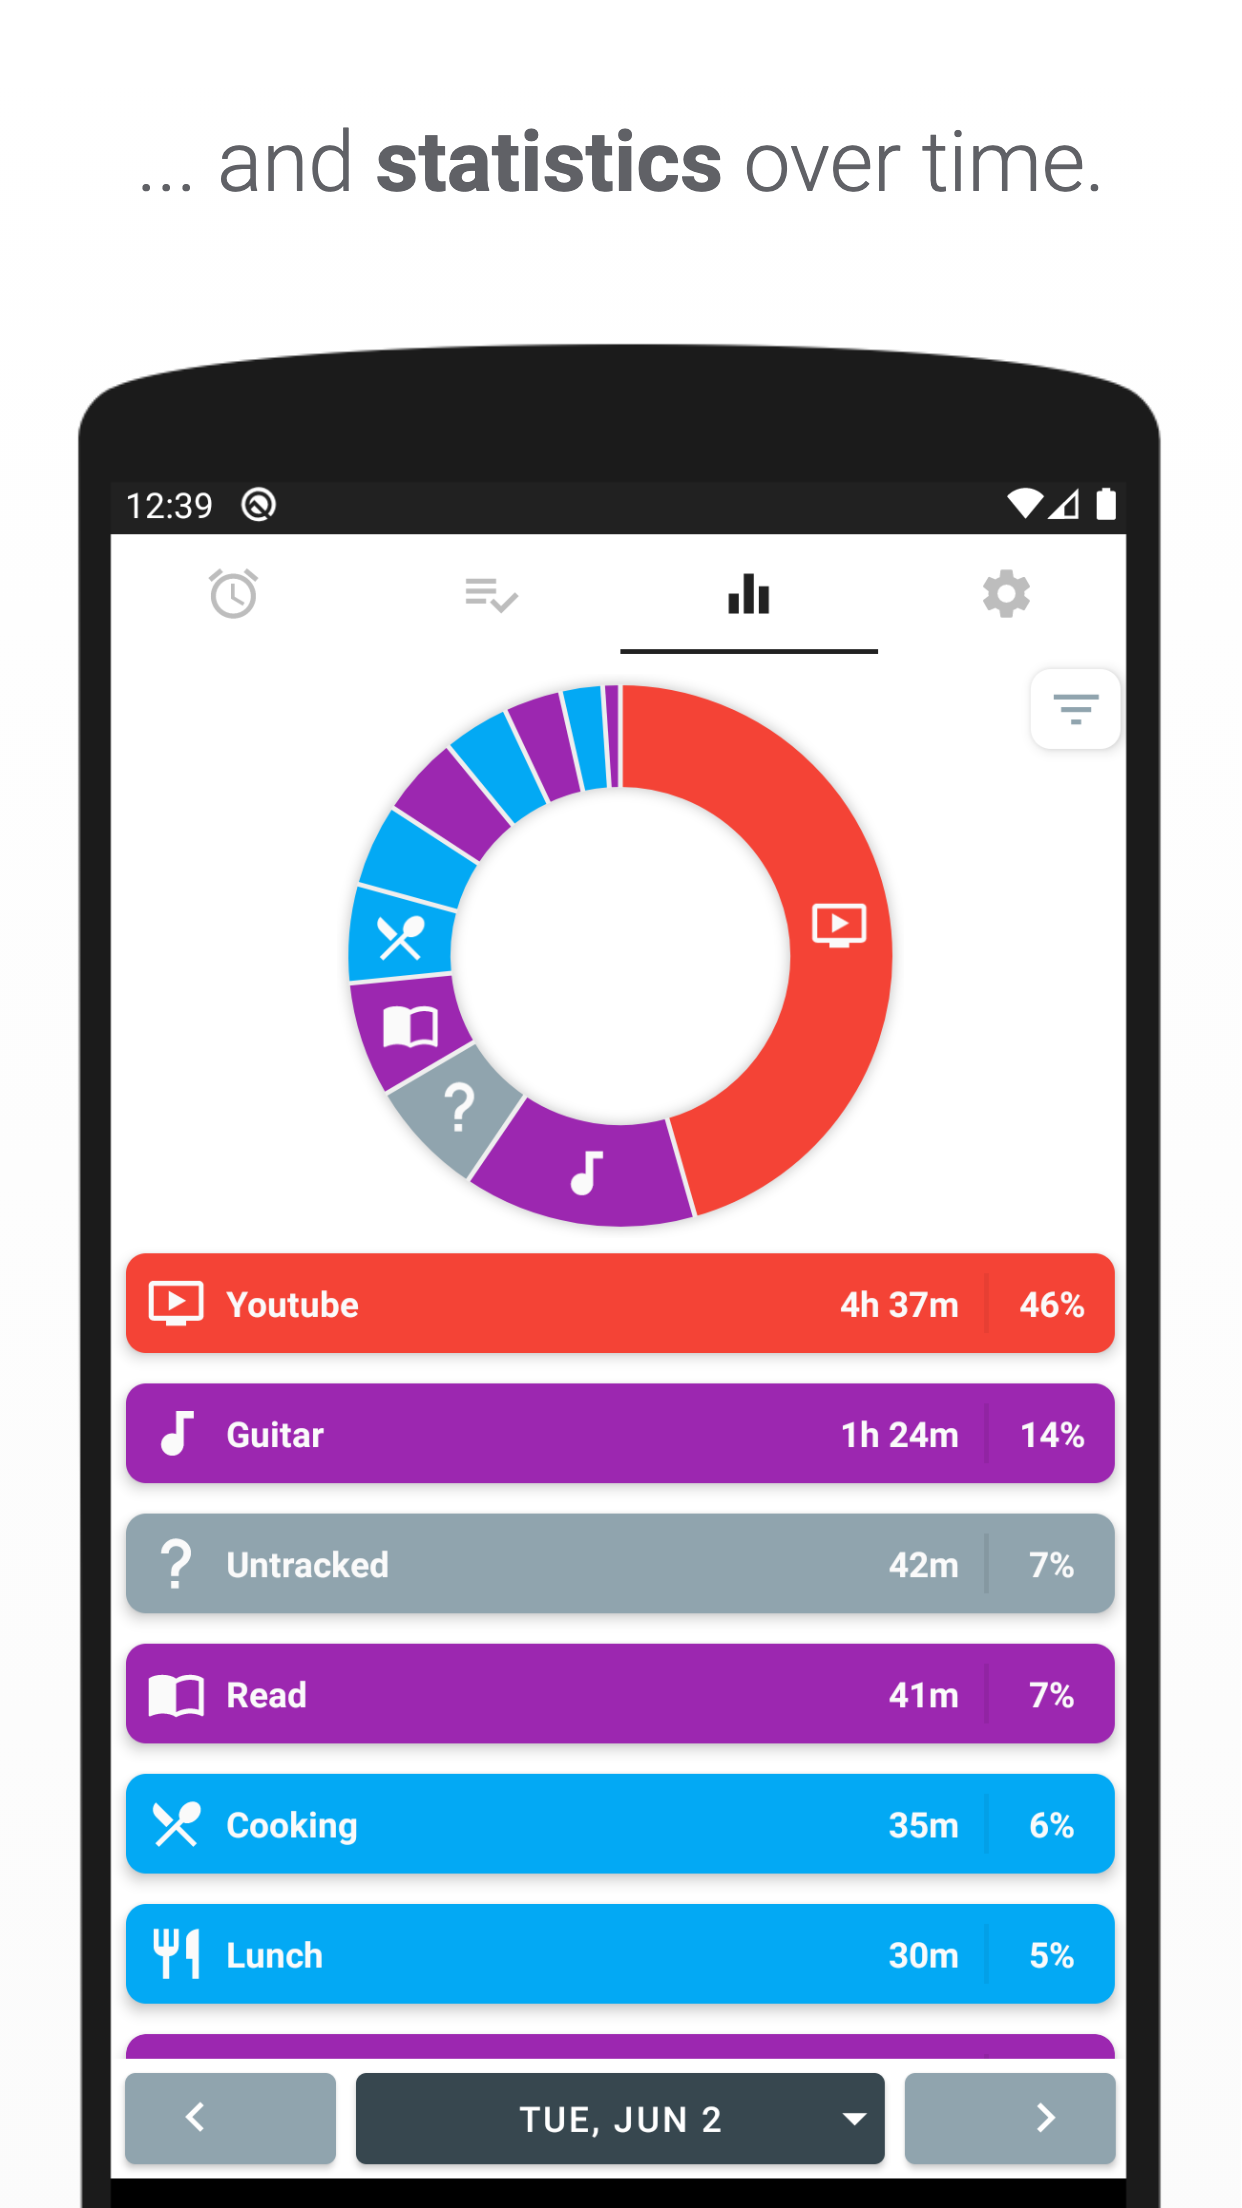 ... and statistics over time.
12:39
Youtube 4h 37m 46%
Guitar 1h 24m 14%
? Untracked 42m 7%
Read 41m 7%
Cooking 35m 6%
Lunch 30m 5%
TUE, JUN 2